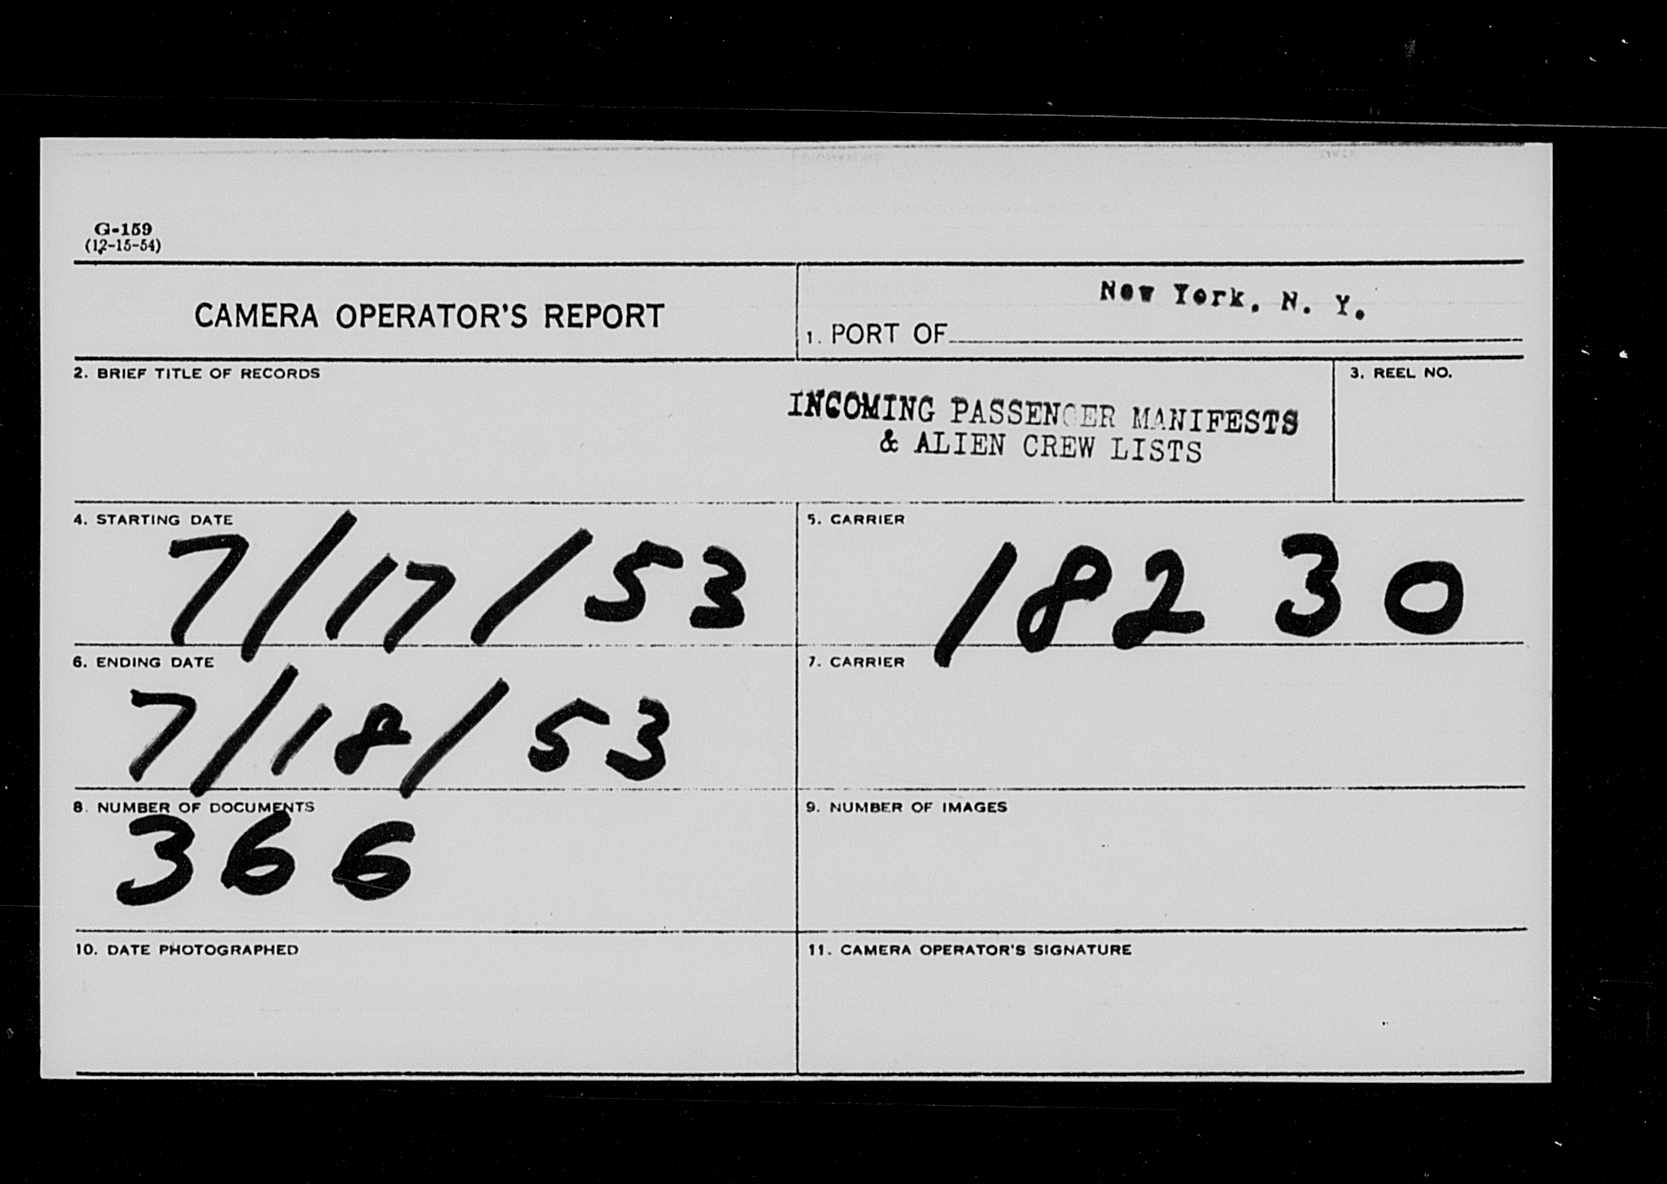 G-159
(12-15-54)
CAMERA OPERATOR'S REPORT
New York, N. Y.
1. PORT OF
2. BRIEF TITLE OF RECORDS
3. REEL NO.
INCOMING PASSENGER MANIFESTS
& ALIEN CREW LISTS
4. STARTING DATE
7/17/53
5. CARRIER
18230
6. ENDING DATE
7/18/53
7. CARRIER
8. NUMBER OF DOCUMENTS
366
9. NUMBER OF IMAGES
10. DATE PHOTOGRAPHED
11. CAMERA OPERATOR'S SIGNATURE